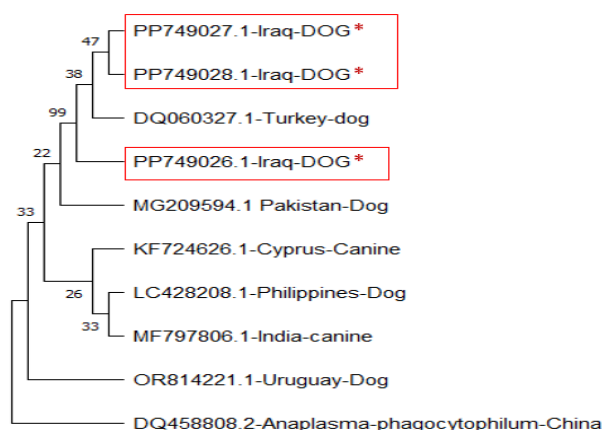 47
PP749027.1-Iraq-DOG*
38
PP749028.1-Iraq-DOG*
99
DQ060327.1-Turkey-dog
22
PP749026.1-Iraq-DOG*
33
MG209594.1 Pakistan-Dog
KF724626.1-Cyprus-Canine
26
LC428208.1-Philippines-Dog
33
MF797806.1-India-canine
OR814221.1-Uruguay-Dog
DQ458808.2-Anaplasma-phagocytophilum-China